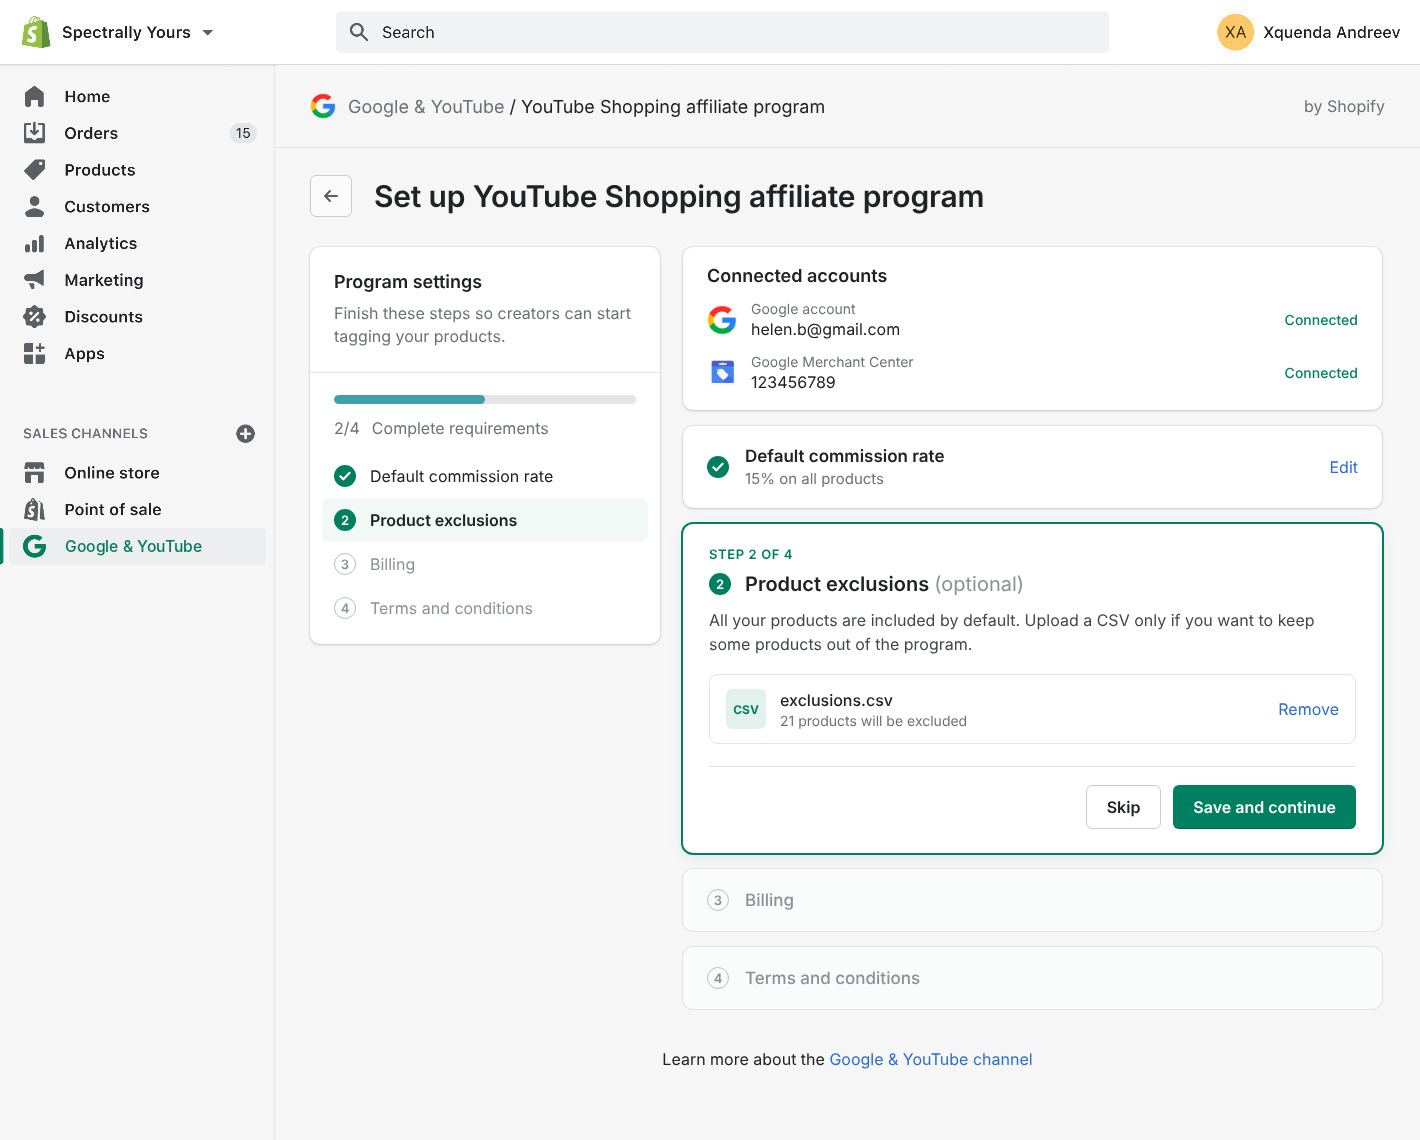 Spectrally Yours
Search
XA
Xquenda Andreev
Home
Orders
15
Products
Customers
Analytics
Marketing
Discounts
Apps
SALES CHANNELS
Online store
Point of sale
Google & YouTube
Google & YouTube / YouTube Shopping affiliate program
by Shopify
Set up YouTube Shopping affiliate program
Program settings
Finish these steps so creators can start
tagging your products.
2/4 Complete requirements
Default commission rate
2 Product exclusions
3 Billing
4 Terms and conditions
Connected accounts
Google account
helen.b@gmail.com
Connected
Google Merchant Center
123456789
Connected
Default commission rate
15% on all products
Edit
STEP 2 OF 4
2 Product exclusions (optional)
All your products are included by default. Upload a CSV only if you want to keep
some products out of the program.
CSV
exclusions.csv
21 products will be excluded
Remove
Skip
Save and continue
3 Billing
4 Terms and conditions
Learn more about the Google & YouTube channel